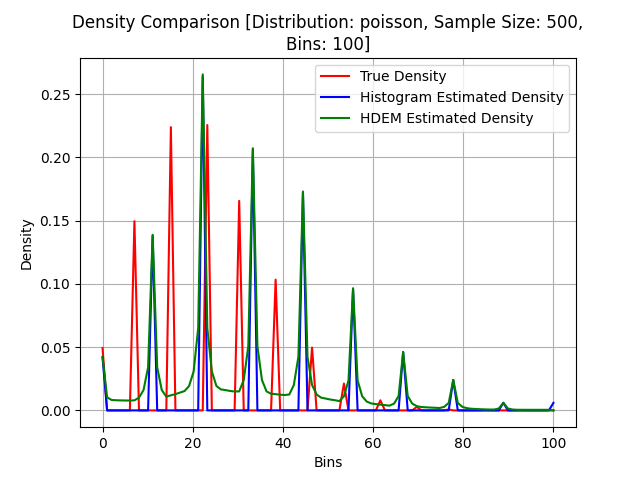 Density Comparison [Distribution: poisson, Sample Size: 500,
Bins: 100]
True Density
Histogram Estimated Density
HDEM Estimated Density
Density
0.25
0.20
0.15
0.10
0.05
0.00
0 20 40 60 80 100
Bins